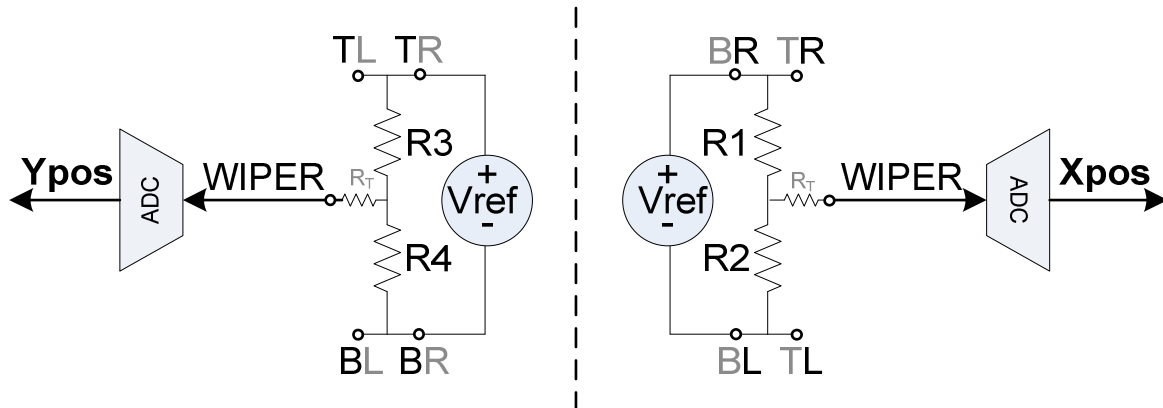 TL TR
R3
Ypos
ADC
WIPER
RT
+
Vref
-
R4
BL BR
BR TR
R1
+
Vref
-
RT
WIPER
ADC
Xpos
R2
BL TL